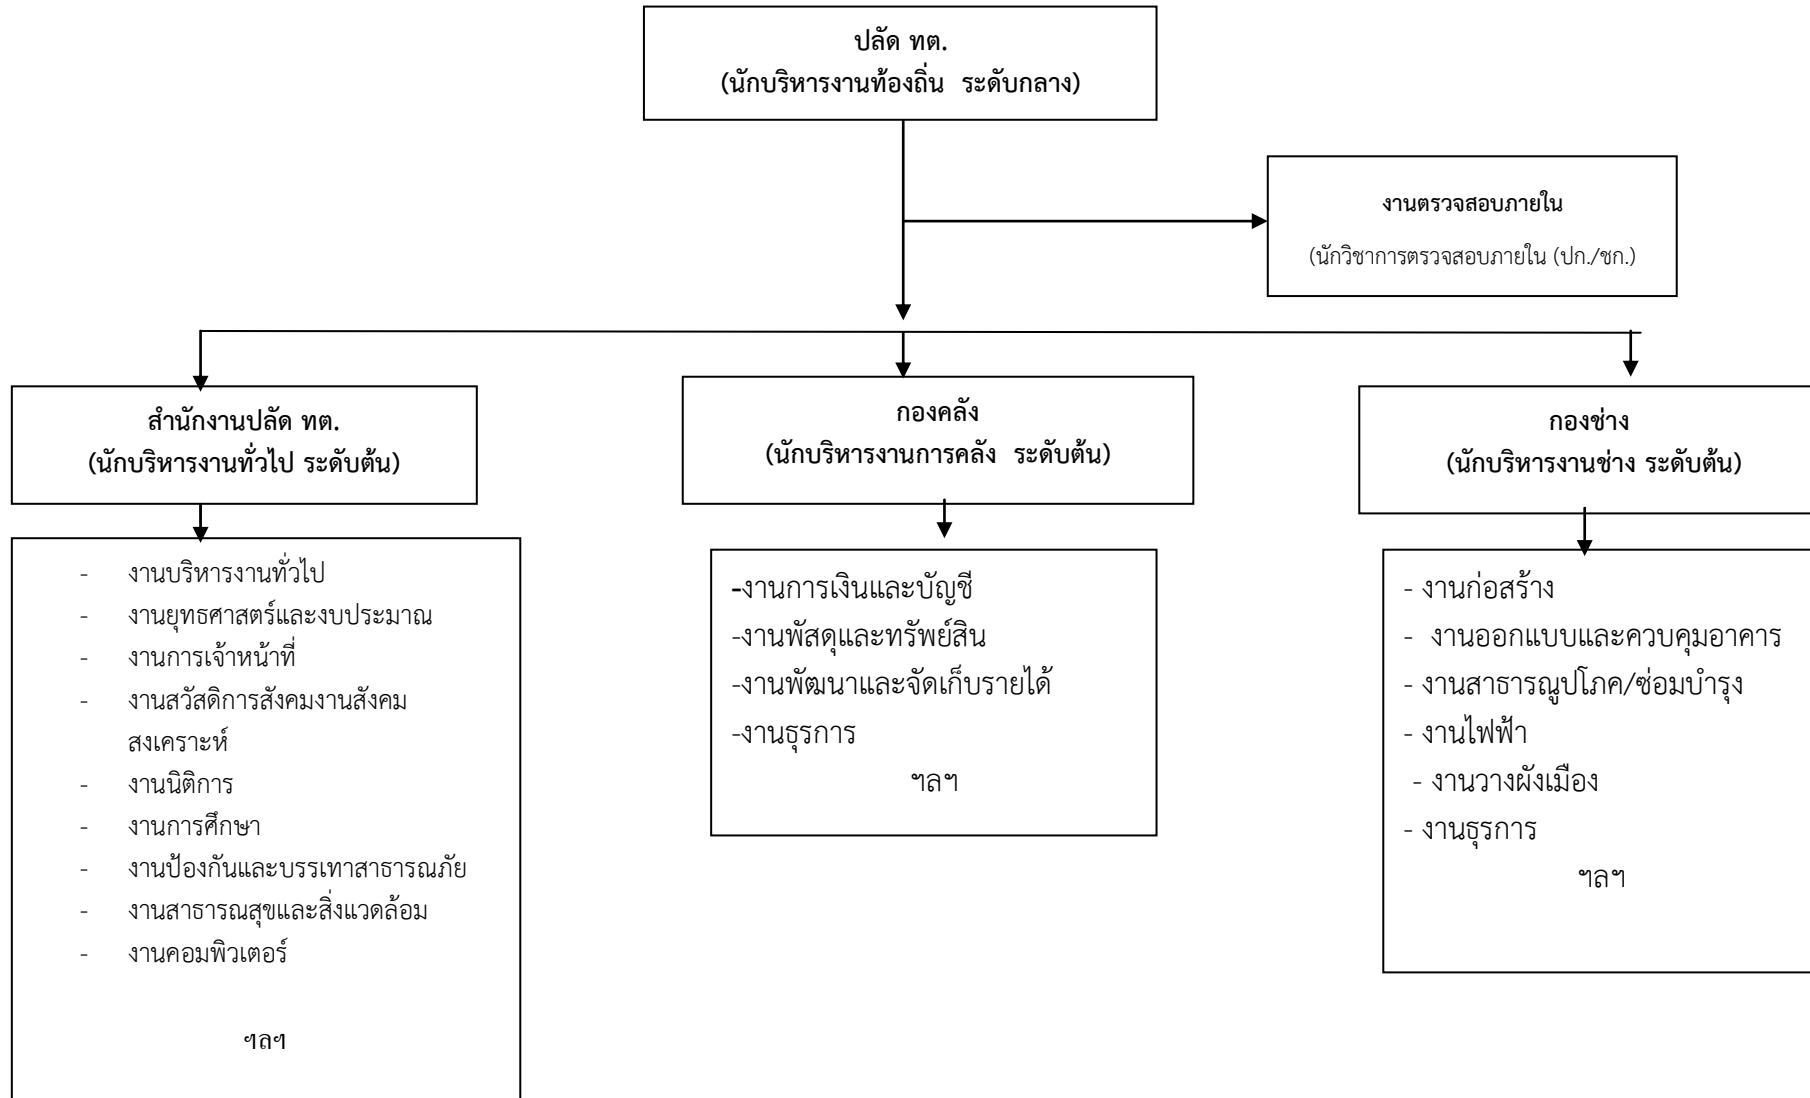 ปลัด ทต.
(นักบริหารงานท้องถิ่น  ระดับกลาง)
งานตรวจสอบภายใน
(นักวิชาการตรวจสอบภายใน (ปก./ชก.)
สำนักงานปลัด ทต.
(นักบริหารงานทั่วไป ระดับต้น)
- งานบริหารงานทั่วไป
- งานยุทธศาสตร์และงบประมาณ
- งานการเจ้าหน้าที่
- งานสวัสดิการสังคมงานสังคม
สงเคราะห์
- งานนิติการ
- งานการศึกษา
- งานป้องกันและบรรเทาสาธารณภัย
- งานสาธารณสุขและสิ่งแวดล้อม
- งานคอมพิวเตอร์
ฯลฯ
กองคลัง
(นักบริหารงานการคลัง  ระดับต้น)
-งานการเงินและบัญชี
-งานพัสดุและทรัพย์สิน
-งานพัฒนาและจัดเก็บรายได้
-งานธุรการ
ฯลฯ
กองช่าง
(นักบริหารงานช่าง ระดับต้น)
- งานก่อสร้าง
- งานออกแบบและควบคุมอาคาร
- งานสาธารณูปโภค/ซ่อมบำรุง
- งานไฟฟ้า
- งานวางผังเมือง
- งานธุรการ
ฯลฯ